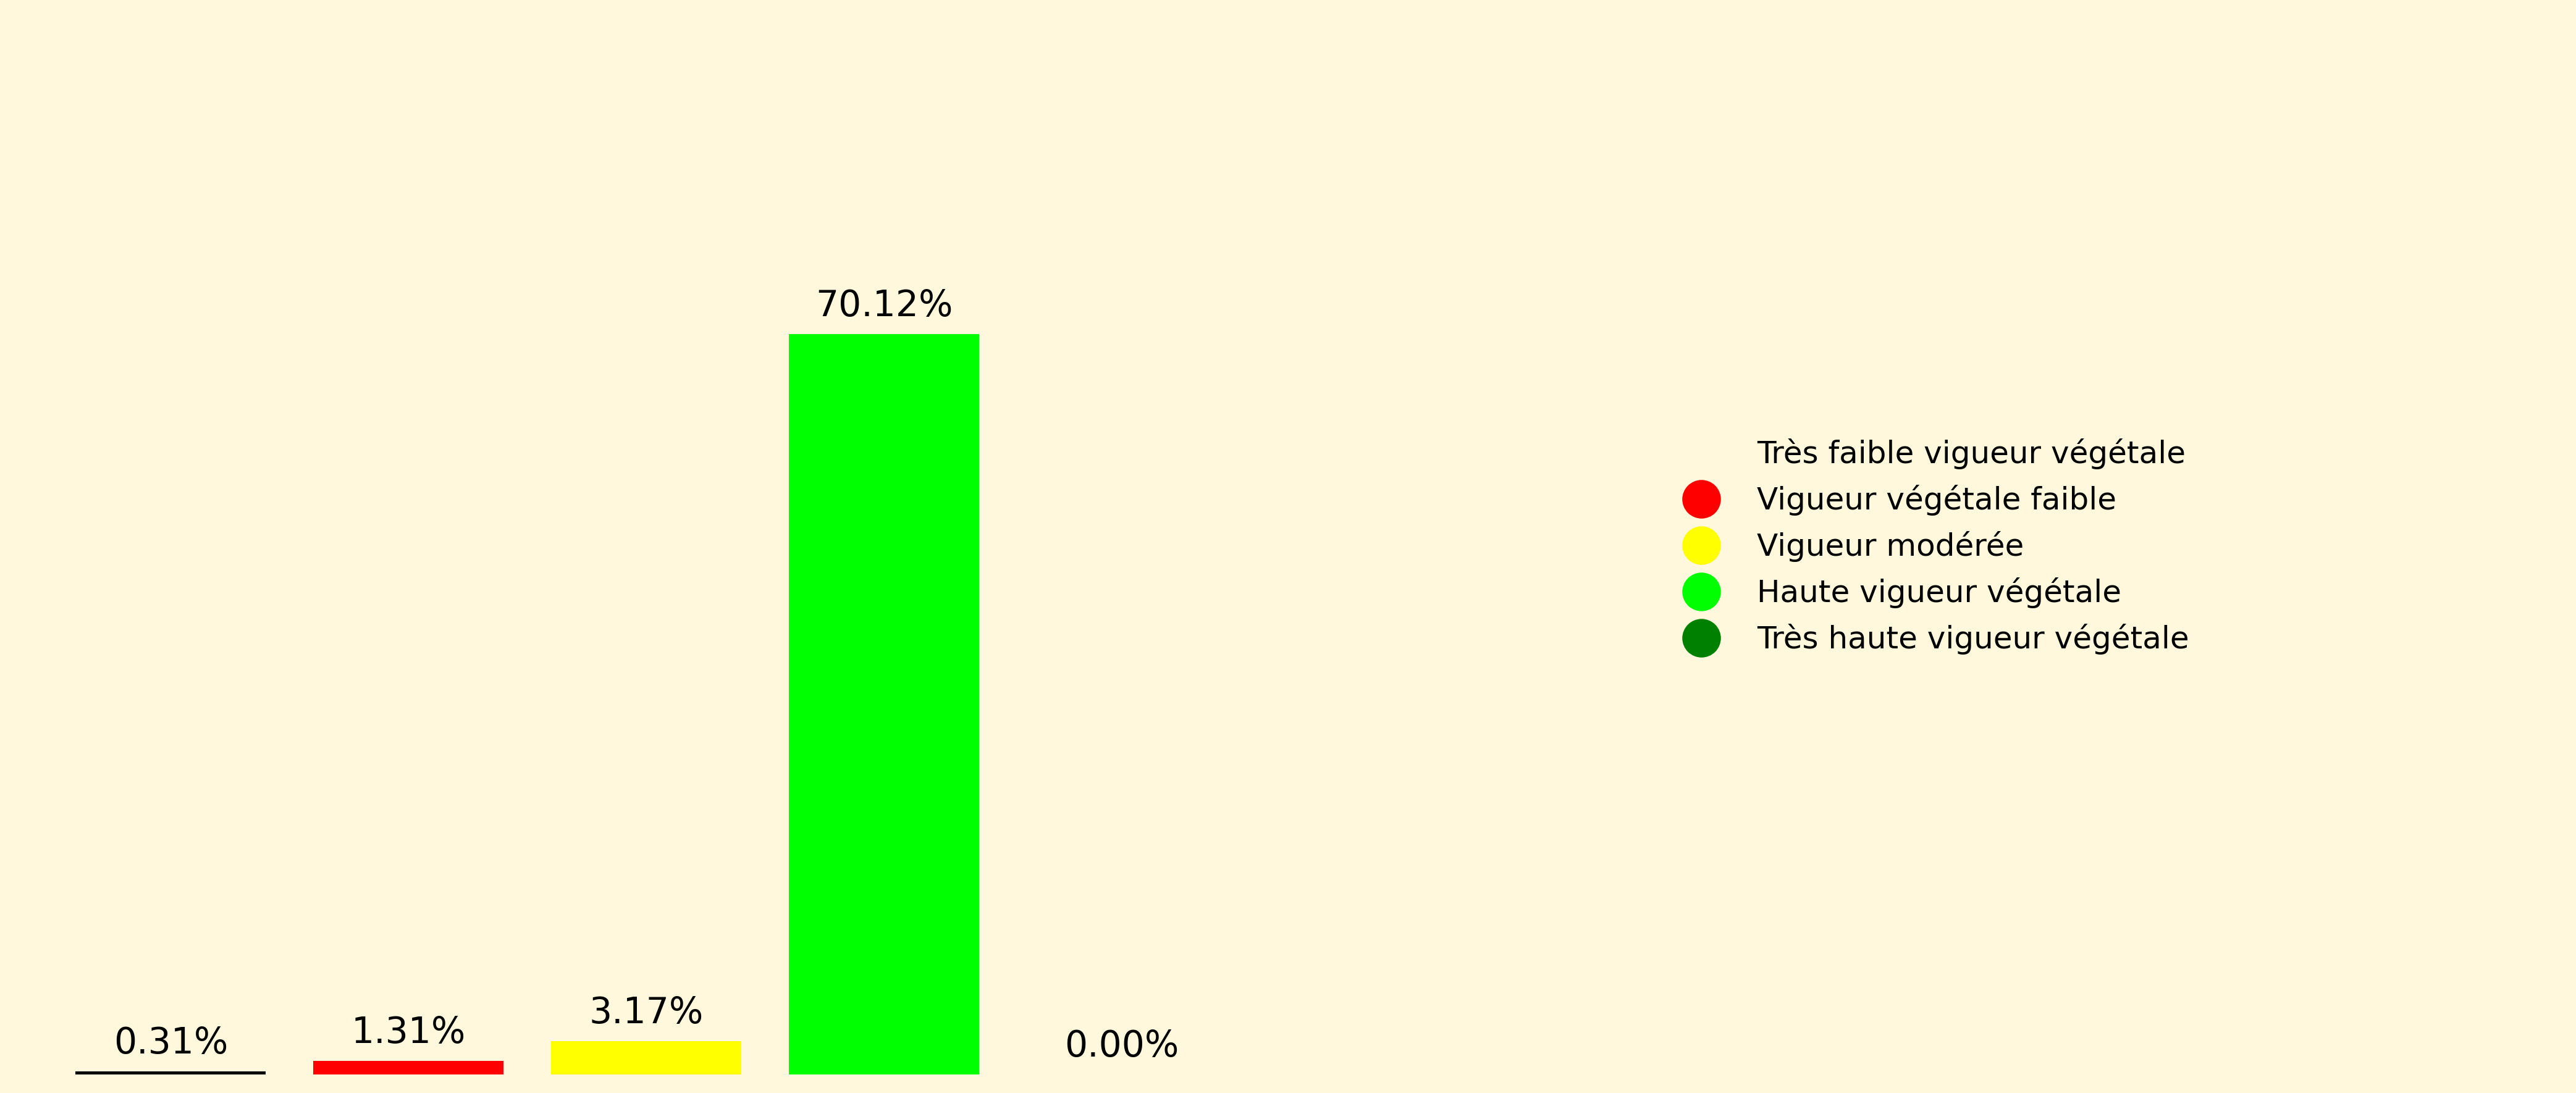 70.12%
3.17%
1.31%
0.31%
0.00%
Très faible vigueur végétale
Vigueur végétale faible
Vigueur modérée
Haute vigueur végétale
Très haute vigueur végétale